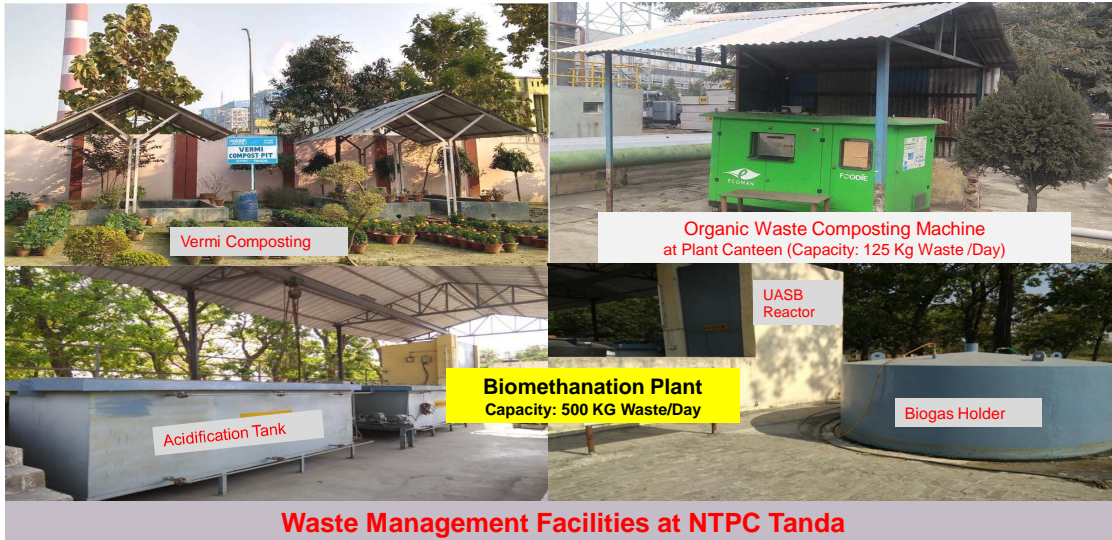 VERMI
COMPOST PIT
Vermi Composting
ECOMAN
FOODIE
Organic Waste Composting Machine
at Plant Canteen (Capacity: 125 Kg Waste /Day)
UASB
Reactor
Biomethanation Plant
Capacity: 500 KG Waste/Day
Acidification Tank
Biogas Holder
Waste Management Facilities at NTPC Tanda